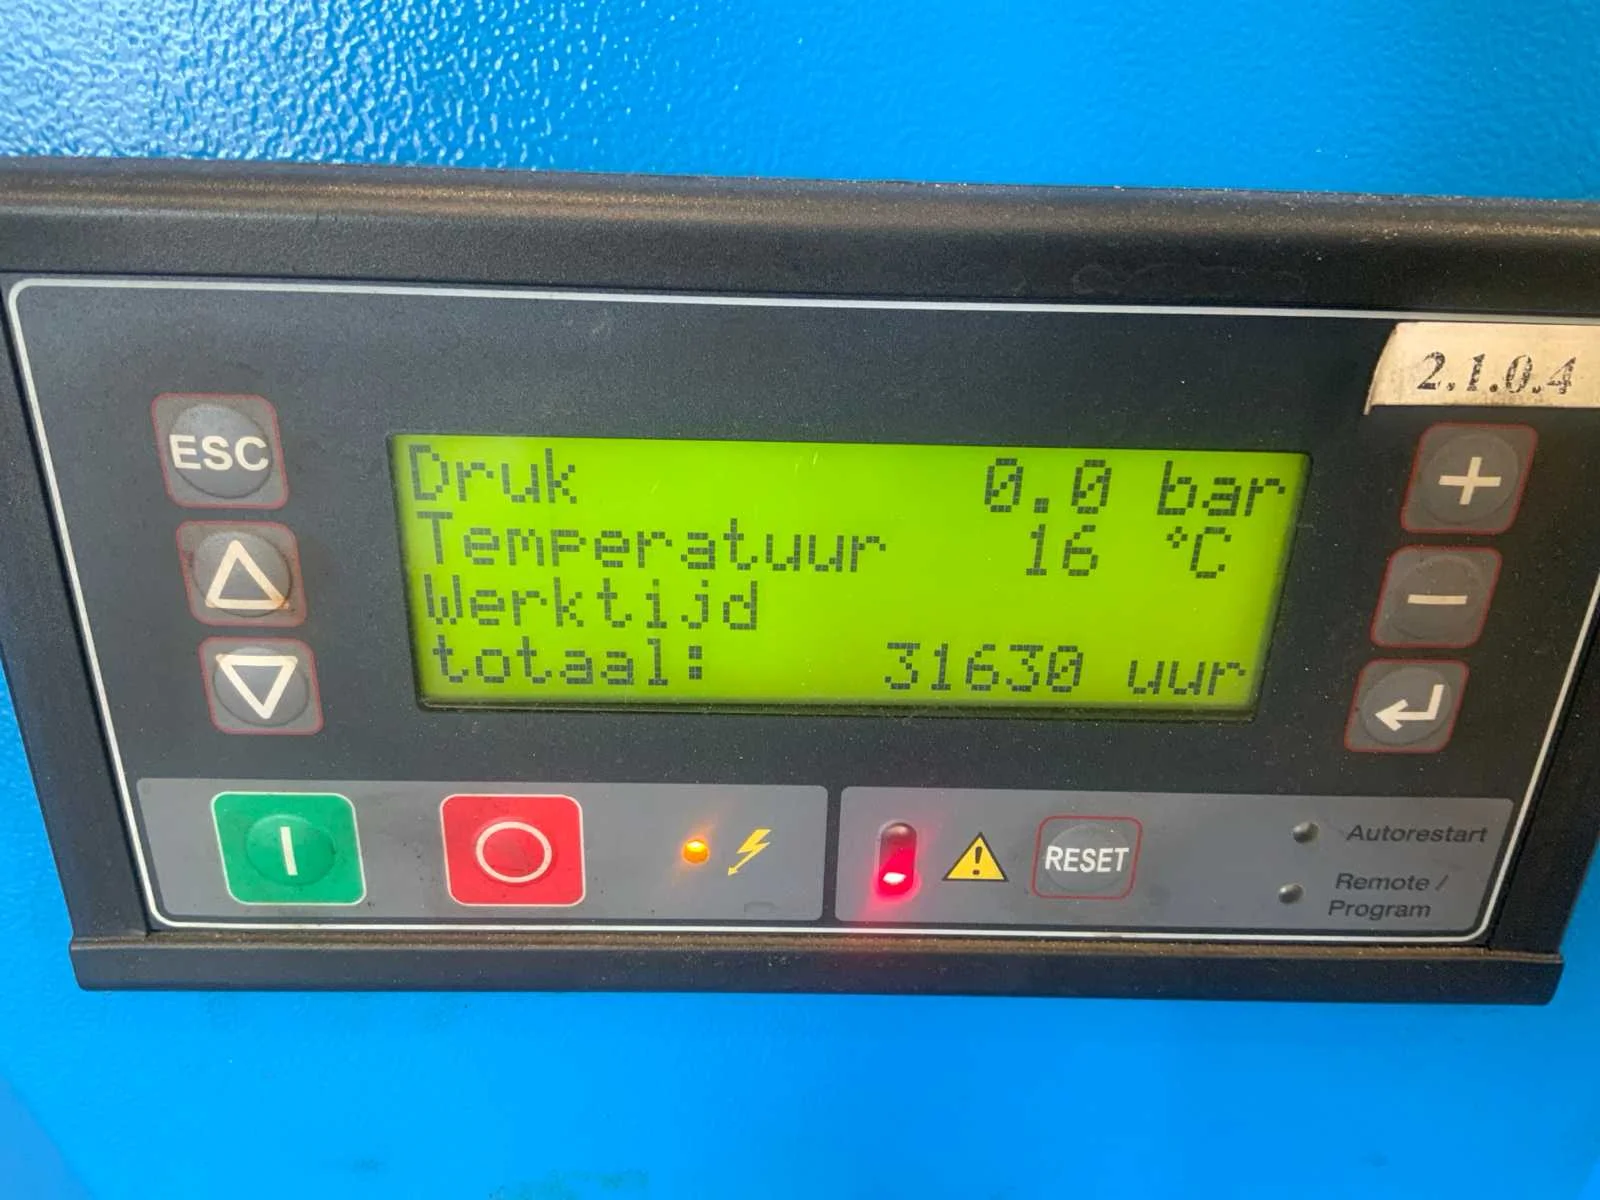 2.1.0.4
ESC
Druk 0.0 bar
Temperatuur 16 °C
Werktijd
totaal: 31630 uur
RESET
Autorestart
Remote /
Program